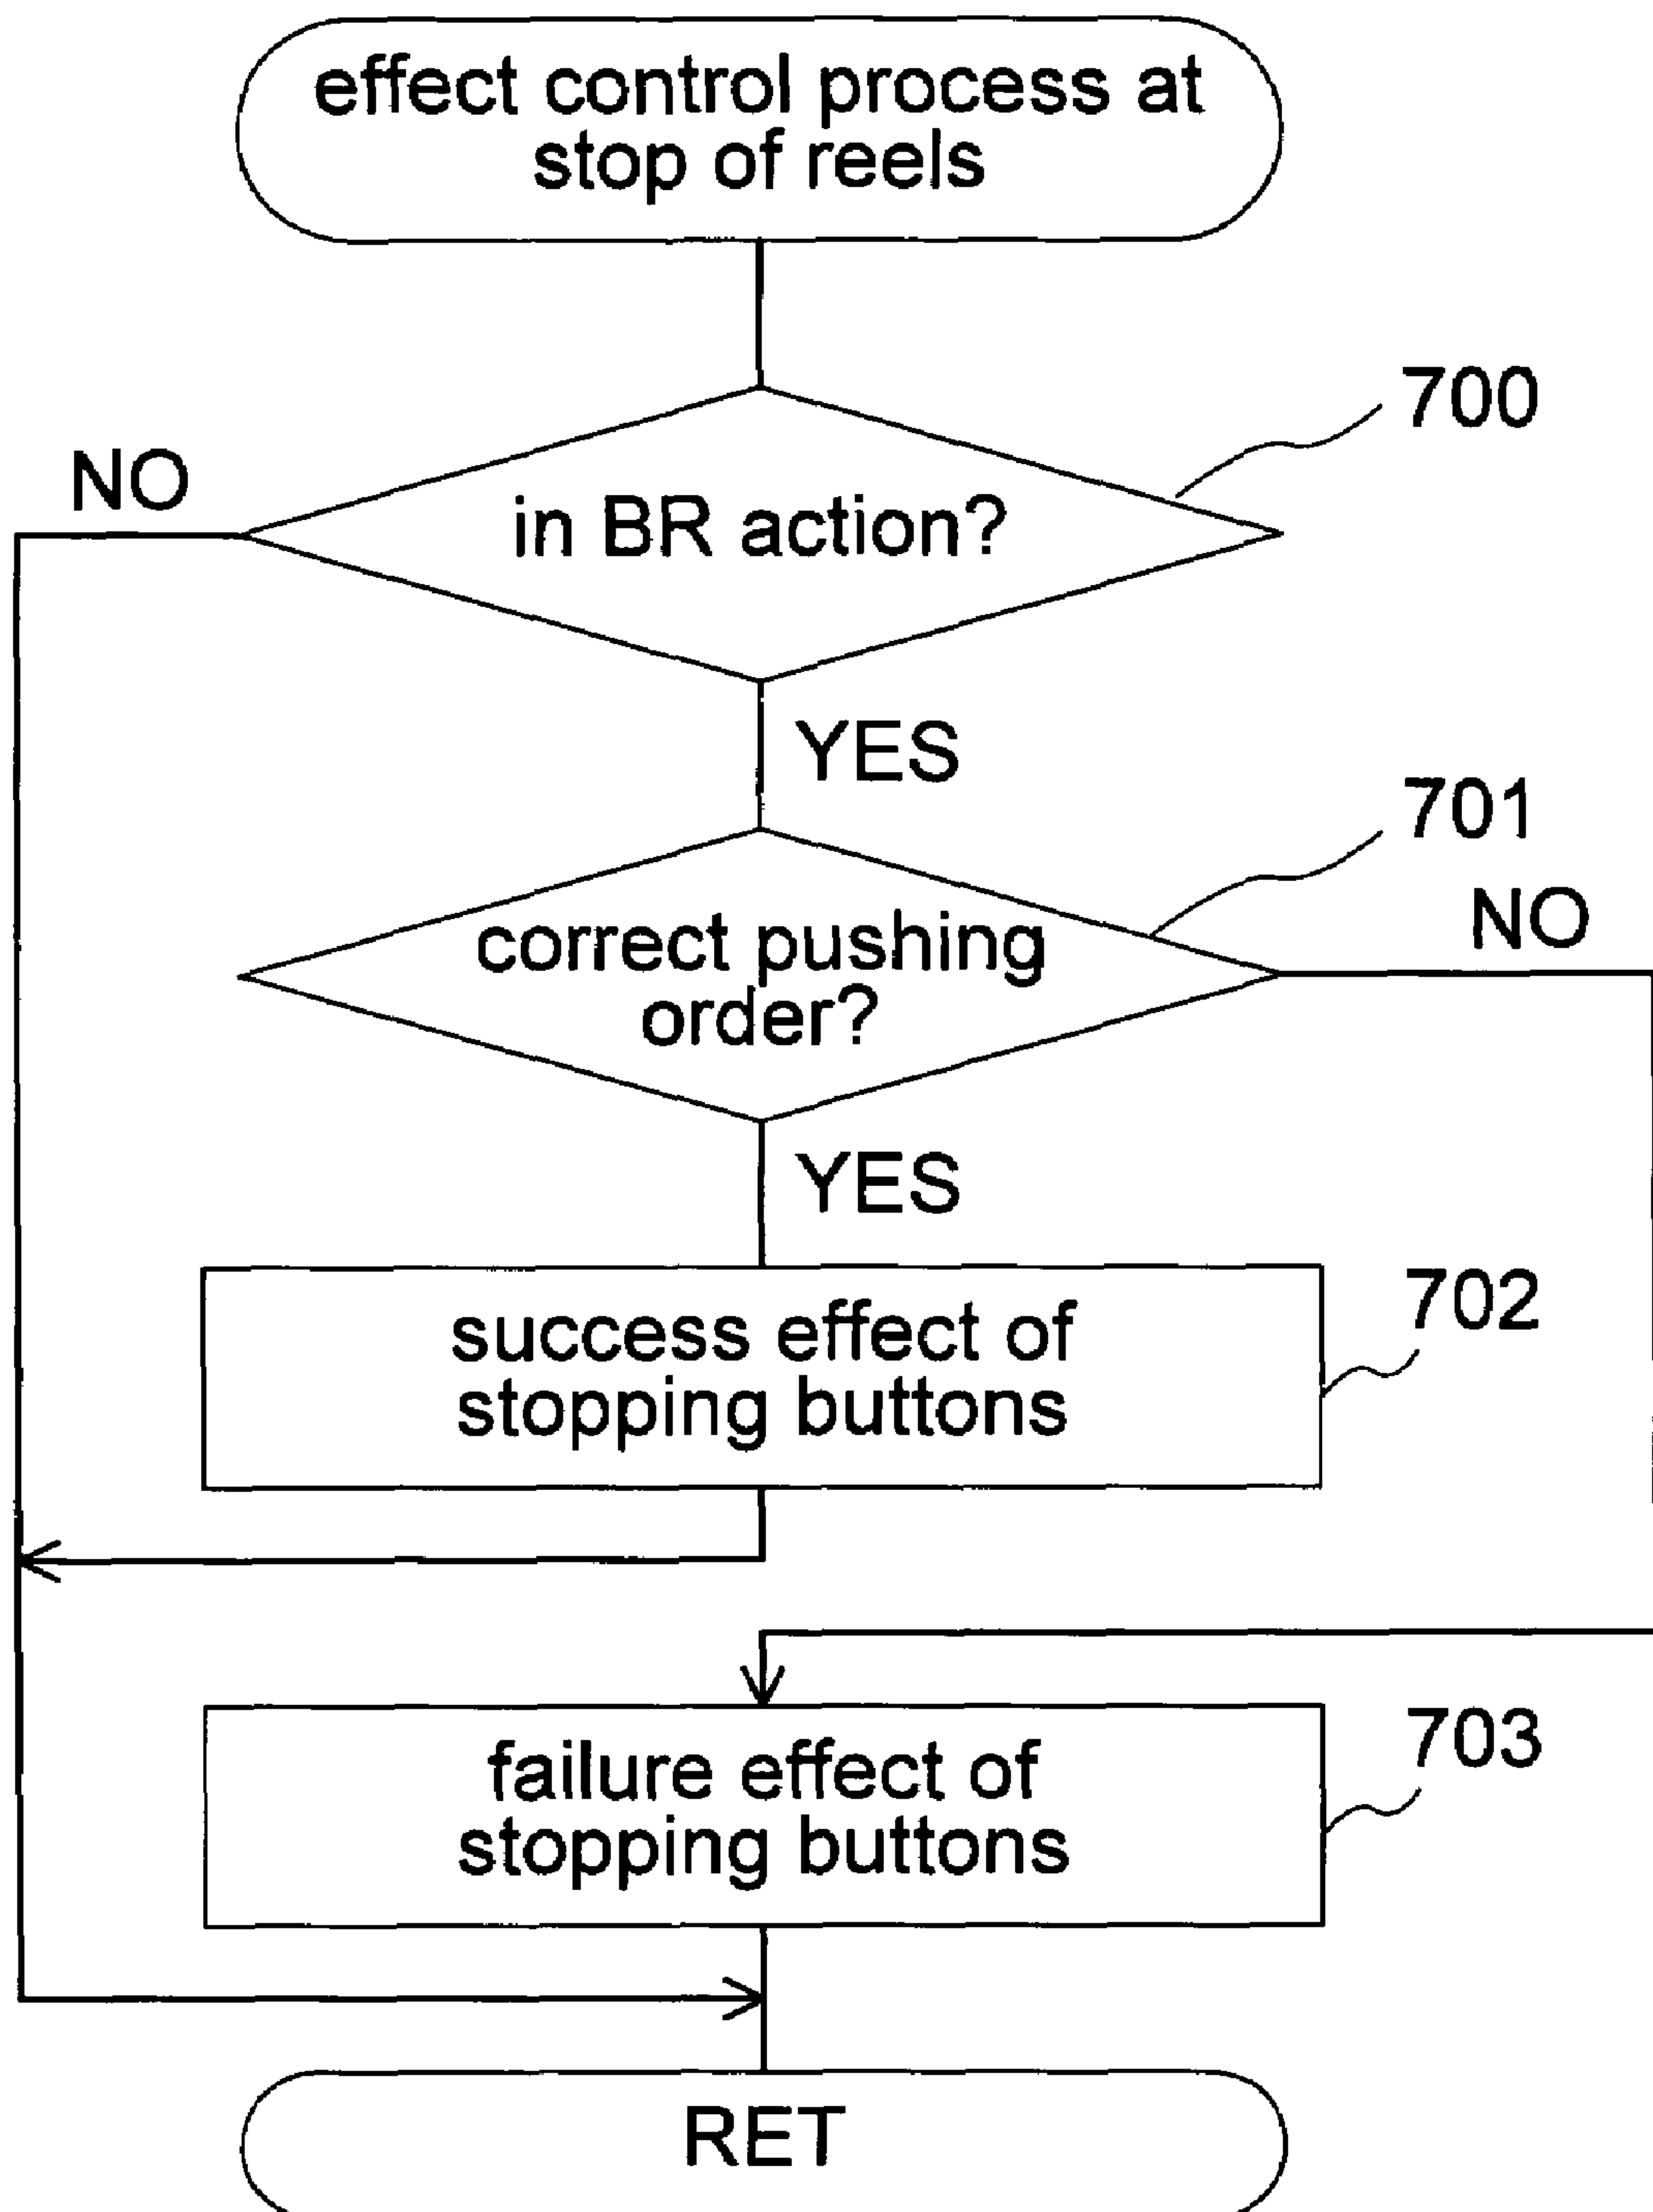 effect control process at
stop of reels
700
NO
in BR action?
YES
701
NO
correct pushing
order?
YES
702
success effect of
stopping buttons
703
failure effect of
stopping buttons
RET